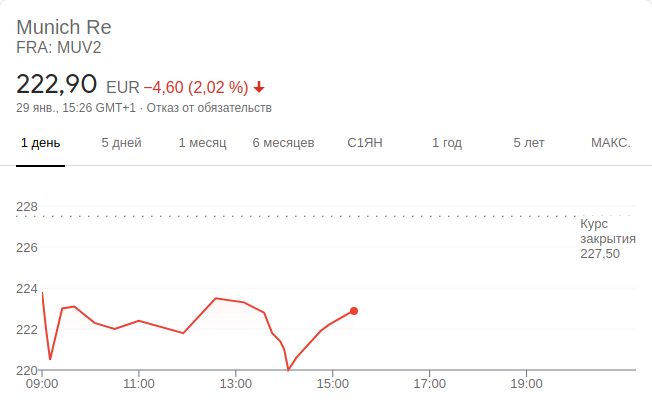 Munich Re
FRA: MUV2
222,90 EUR −4,60 (2,02 %)
29 янв., 15:26 GMT+1 · Отказ от обязательств
1 день 5 дней 1 месяц 6 месяцев С1ЯН 1 год 5 лет МАКС.
228
Курс
закрытия
227,50
226
224
222
220
09:00 11:00 13:00 15:00 17:00 19:00